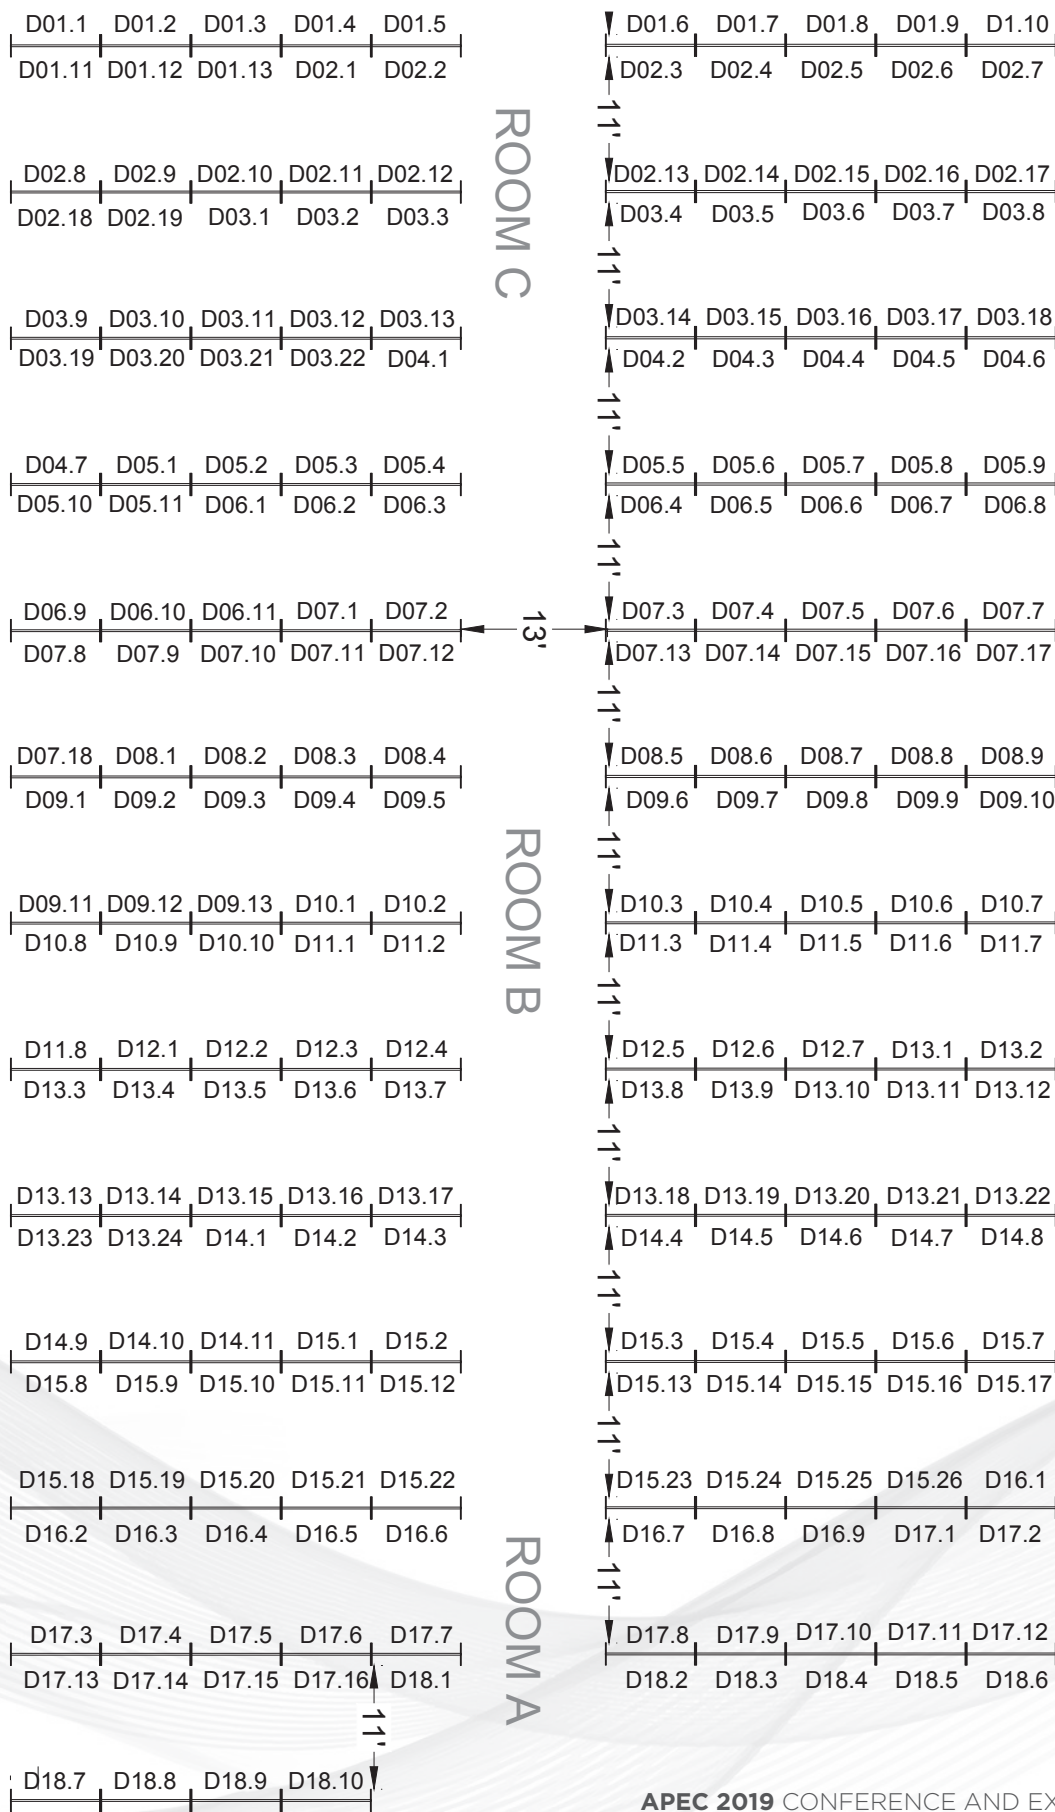 D01.1 D01.2 D01.3 D01.4 D01.5 D01.6 D01.7 D01.8 D01.9 D1.10
D01.11 D01.12 D01.13 D02.1 D02.2 D02.3 D02.4 D02.5 D02.6 D02.7
11'
ROOM C
D02.8 D02.9 D02.10 D02.11 D02.12 D02.13 D02.14 D02.15 D02.16 D02.17
D02.18 D02.19 D03.1 D03.2 D03.3 D03.4 D03.5 D03.6 D03.7 D03.8
11'
D03.9 D03.10 D03.11 D03.12 D03.13 D03.14 D03.15 D03.16 D03.17 D03.18
D03.19 D03.20 D03.21 D03.22 D04.1 D04.2 D04.3 D04.4 D04.5 D04.6
11'
D04.7 D05.1 D05.2 D05.3 D05.4 D05.5 D05.6 D05.7 D05.8 D05.9
D05.10 D05.11 D06.1 D06.2 D06.3 D06.4 D06.5 D06.6 D06.7 D06.8
11'
D06.9 D06.10 D06.11 D07.1 D07.2 D07.3 D07.4 D07.5 D07.6 D07.7
13'
D07.8 D07.9 D07.10 D07.11 D07.12 D07.13 D07.14 D07.15 D07.16 D07.17
11'
D07.18 D08.1 D08.2 D08.3 D08.4 D08.5 D08.6 D08.7 D08.8 D08.9
D09.1 D09.2 D09.3 D09.4 D09.5 D09.6 D09.7 D09.8 D09.9 D09.10
11'
ROOM B
D09.11 D09.12 D09.13 D10.1 D10.2 D10.3 D10.4 D10.5 D10.6 D10.7
D10.8 D10.9 D10.10 D11.1 D11.2 D11.3 D11.4 D11.5 D11.6 D11.7
11'
D11.8 D12.1 D12.2 D12.3 D12.4 D12.5 D12.6 D12.7 D13.1 D13.2
D13.3 D13.4 D13.5 D13.6 D13.7 D13.8 D13.9 D13.10 D13.11 D13.12
11'
D13.13 D13.14 D13.15 D13.16 D13.17 D13.18 D13.19 D13.20 D13.21 D13.22
D13.23 D13.24 D14.1 D14.2 D14.3 D14.4 D14.5 D14.6 D14.7 D14.8
11'
D14.9 D14.10 D14.11 D15.1 D15.2 D15.3 D15.4 D15.5 D15.6 D15.7
D15.8 D15.9 D15.10 D15.11 D15.12 D15.13 D15.14 D15.15 D15.16 D15.17
11'
D15.18 D15.19 D15.20 D15.21 D15.22 D15.23 D15.24 D15.25 D15.26 D16.1
D16.2 D16.3 D16.4 D16.5 D16.6 D16.7 D16.8 D16.9 D17.1 D17.2
11'
ROOM A
D17.3 D17.4 D17.5 D17.6 D17.7 D17.8 D17.9 D17.10 D17.11 D17.12
D17.13 D17.14 D17.15 D17.16 D18.1 D18.2 D18.3 D18.4 D18.5 D18.6
11'
D18.7 D18.8 D18.9 D18.10
APEC 2019 CONFERENCE AND EX